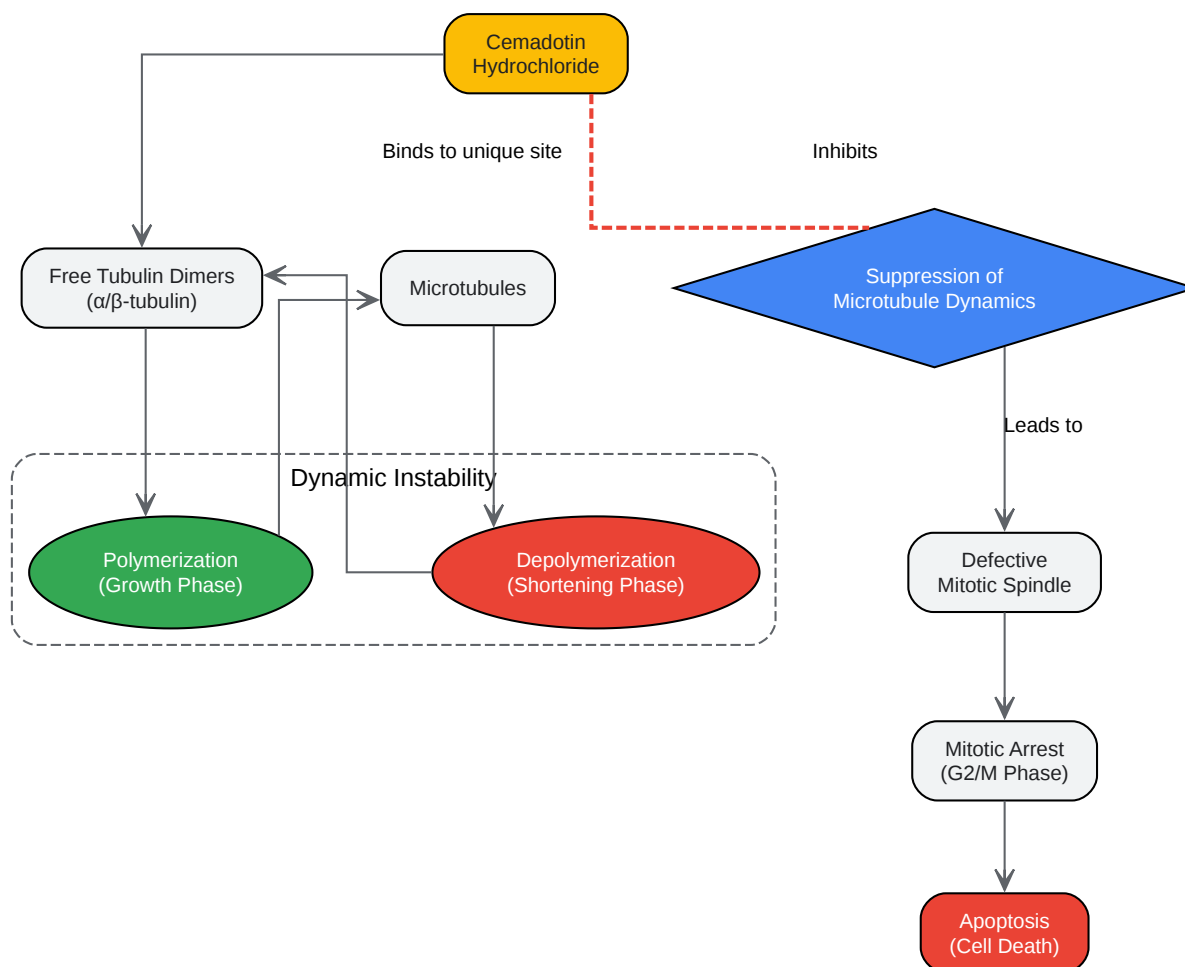 Cemadotin
Hydrochloride
Binds to unique site
Inhibits
Free Tubulin Dimers
(α/β-tubulin)
Microtubules
Suppression of
Microtubule Dynamics
Leads to
Dynamic Instability
Polymerization
(Growth Phase)
Depolymerization
(Shortening Phase)
Defective
Mitotic Spindle
Mitotic Arrest
(G2/M Phase)
Apoptosis
(Cell Death)